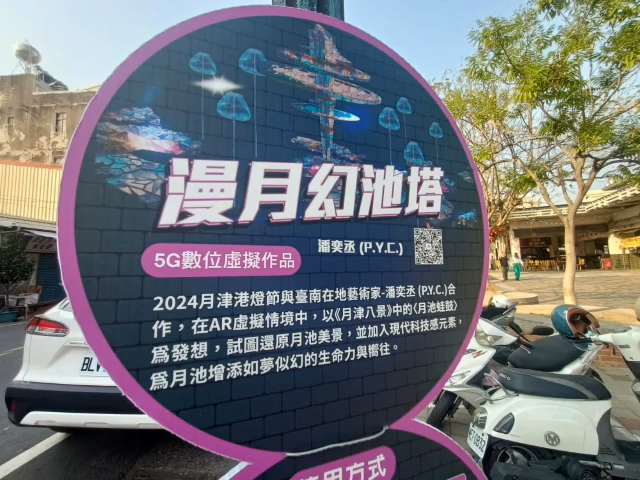 漫月幻池塔
5G數位虛擬作品
潘奕丞 (P.Y.C.)
2024月津港燈節與臺南在地藝術家-潘奕丞 (P.Y.C.)合
作，在AR虛擬情境中，以《月津八景》中的〈月池蛙鼓〉
為發想，試圖還原月池美景，並加入現代科技感元素，
為月池增添如夢似幻的生命力與嚮往。
使用方式